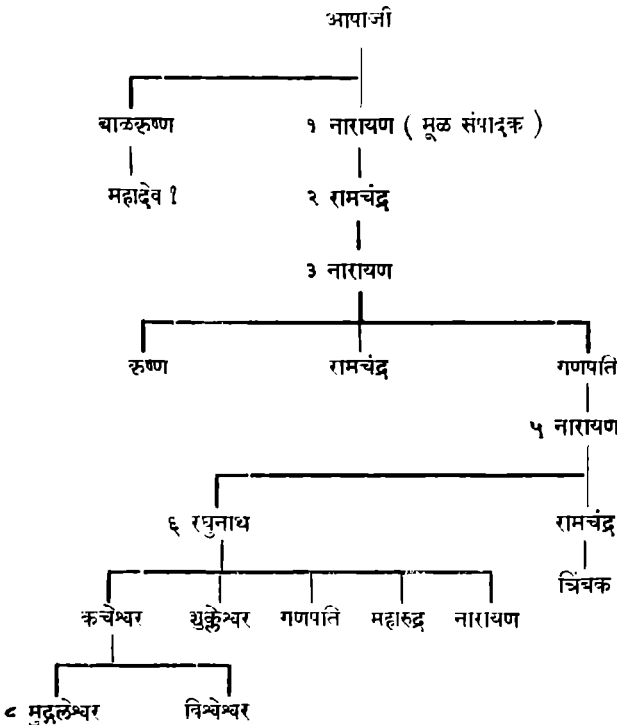 आपाजी
बाळकृष्ण १ नारायण ( मूळ संपादक )
महादेव ? २ रामचंद्र
३ नारायण
कृष्ण रामचंद्र गणपति
५ नारायण
६ रघुनाथ रामचंद्र
त्रिंबक
कचेश्वर शुक्लेश्वर गणपति महारुद्र नारायण
८ मुद्गलेश्वर विश्वेश्वर